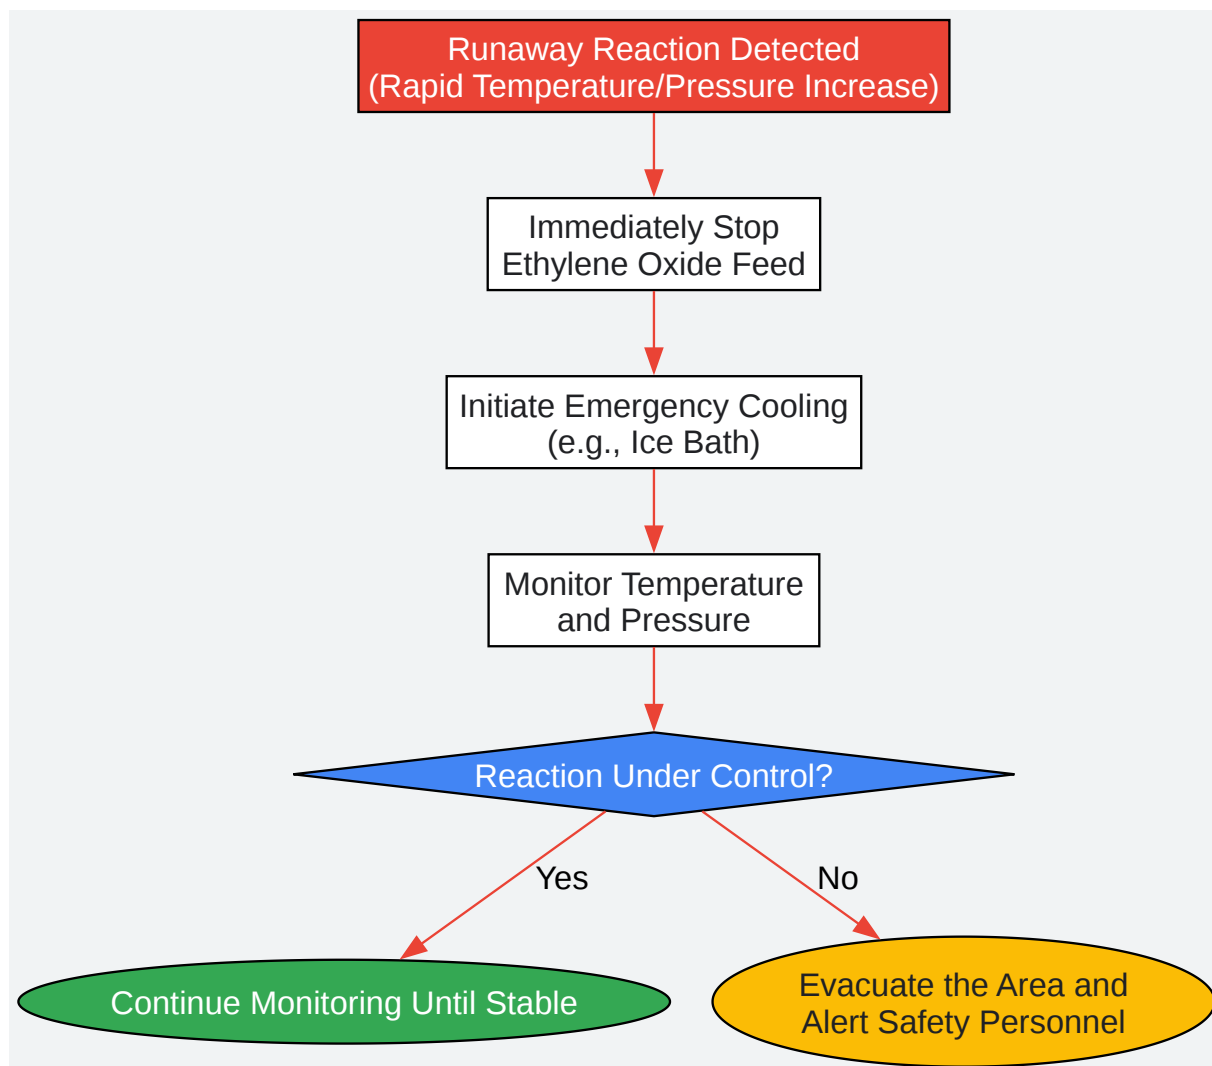 Runaway Reaction Detected
(Rapid Temperature/Pressure Increase)
Immediately Stop
Ethylene Oxide Feed
Initiate Emergency Cooling
(e.g., Ice Bath)
Monitor Temperature
and Pressure
Reaction Under Control?
Yes
No
Continue Monitoring Until Stable
Evacuate the Area and
Alert Safety Personnel